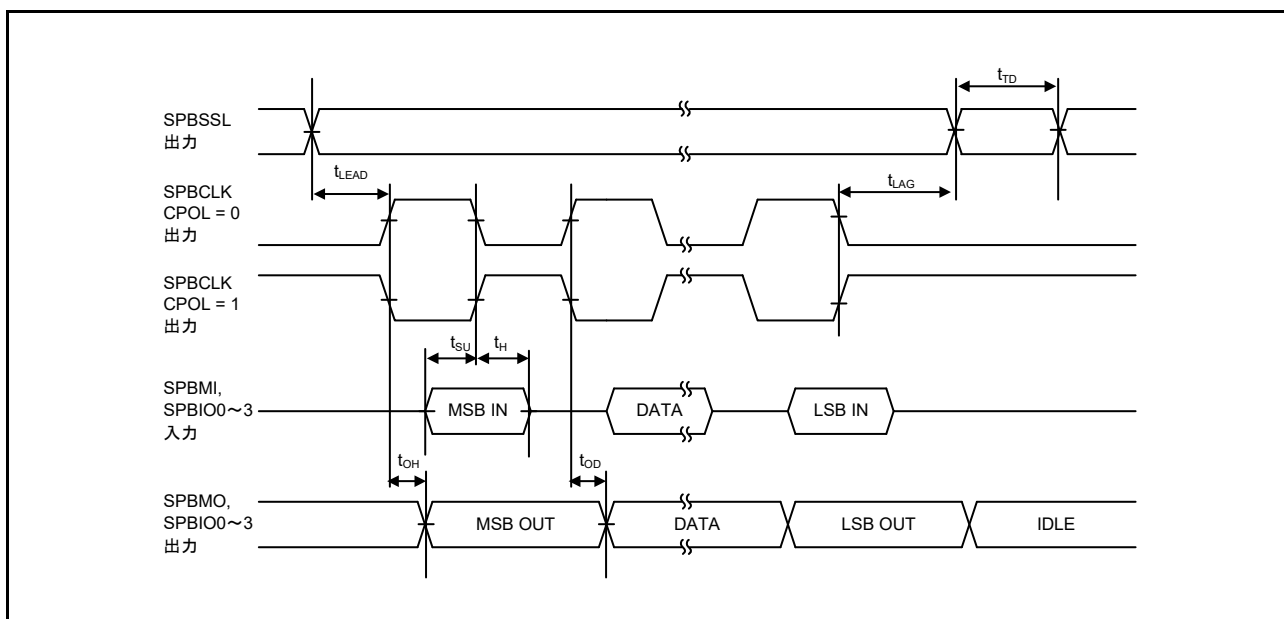 t_TD
SPBSSL
出力
t_LEAD
t_LAG
SPBCLK
CPOL = 0
出力
SPBCLK
CPOL = 1
出力
t_SU
t_H
SPBMI,
SPBIO0～3
入力
MSB IN
DATA
LSB IN
t_OH
t_OD
SPBMO,
SPBIO0～3
出力
MSB OUT
DATA
LSB OUT
IDLE